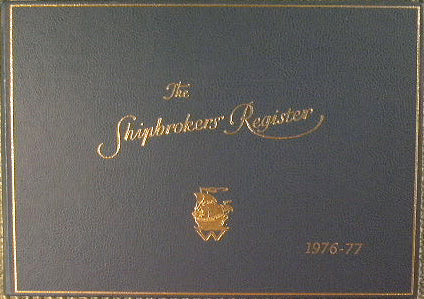 The
Shipbrokers' Register
1976-77